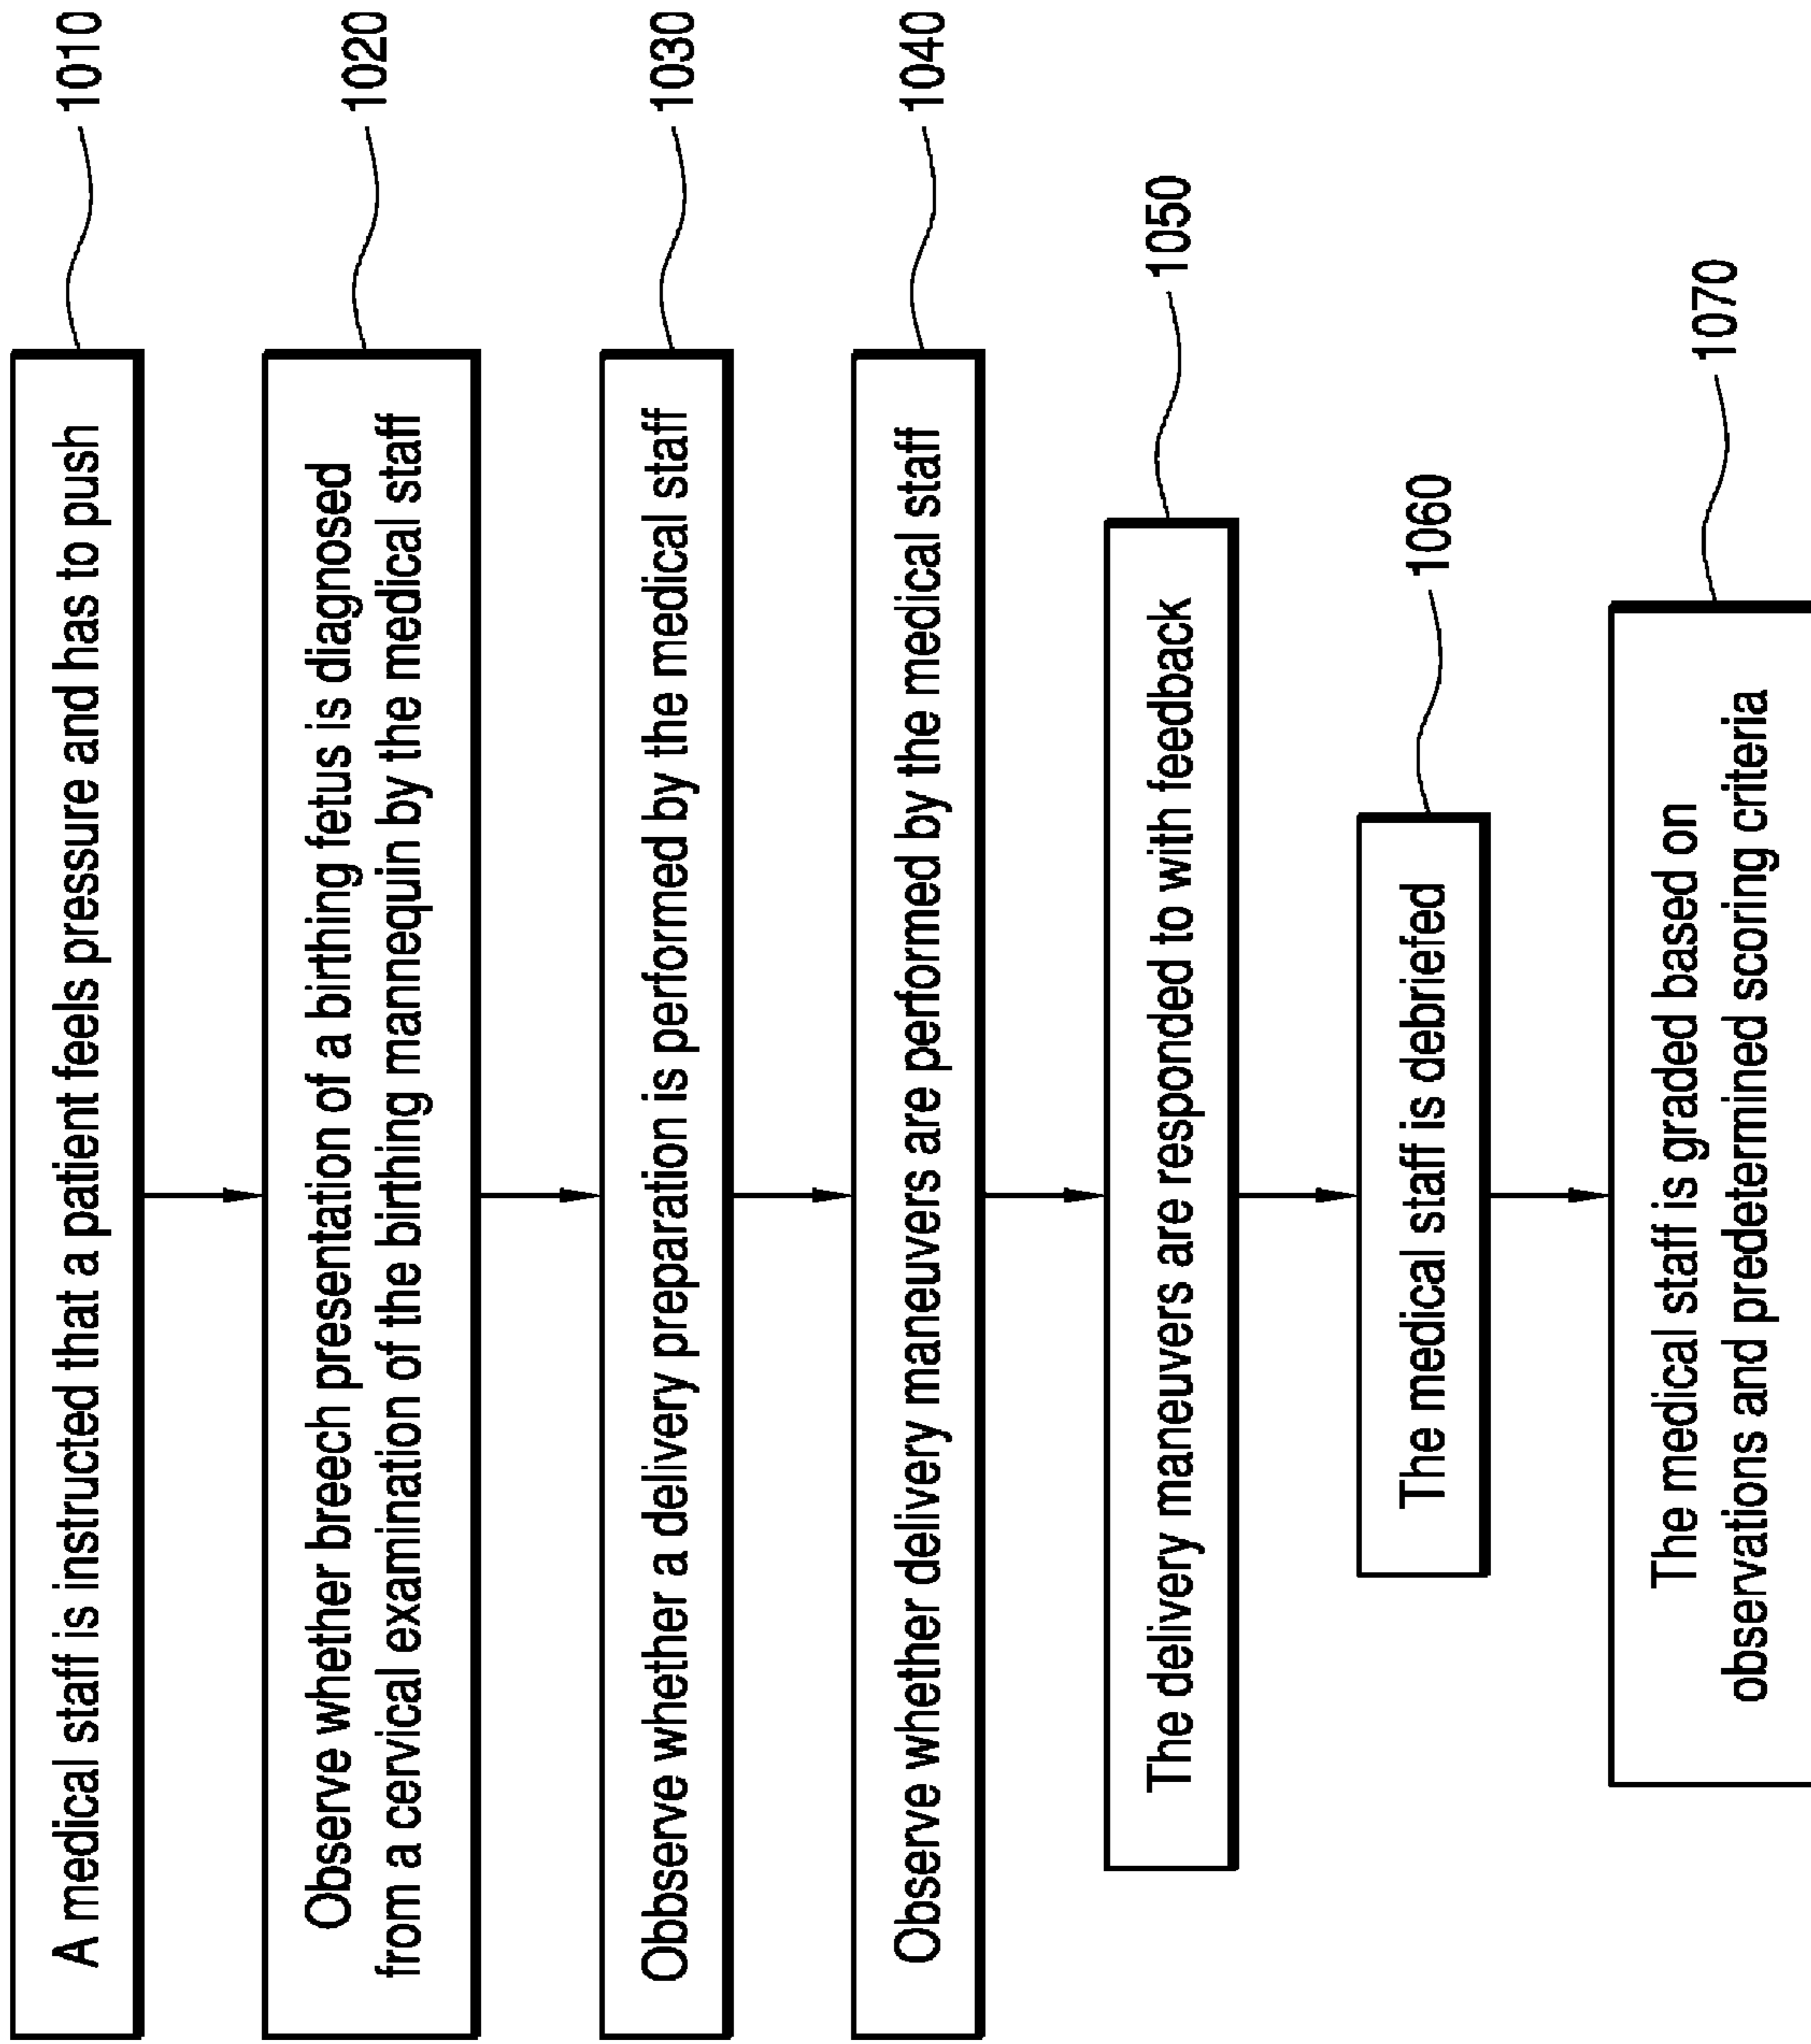 A medical staff is instructed that a patient feels pressure and has to push
1010
Observe whether breech presentation of a birthing fetus is diagnosed
from a cervical examination of the birthing mannequin by the medical staff
1020
Obbserve whether a delivery preparation is performed by the medical staff
1030
Observe whether delivery maneuvers are performed by the medical staff
1040
The delivery maneuvers are responded to with feedback
1050
The medical staff is debriefed
1060
The medical staff is graded based on
observations and predetermined scoring criteria
1070